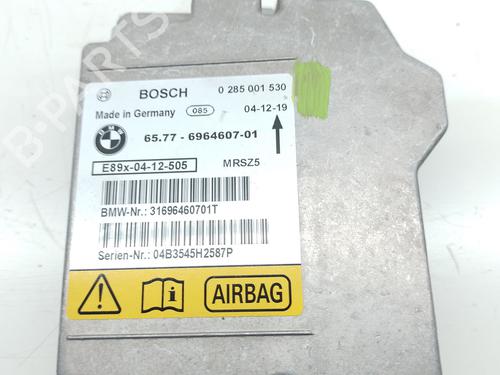 BOSCH 0 285 001 530
Made in Germany 085 04-12-19
BMW 65.77 - 6964607-01
E89x-04-12-505 MRSZ5
BMW-Nr.: 31696460701T
Serien-Nr.: 04B3545H2587P
AIRBAG
B-PARTS